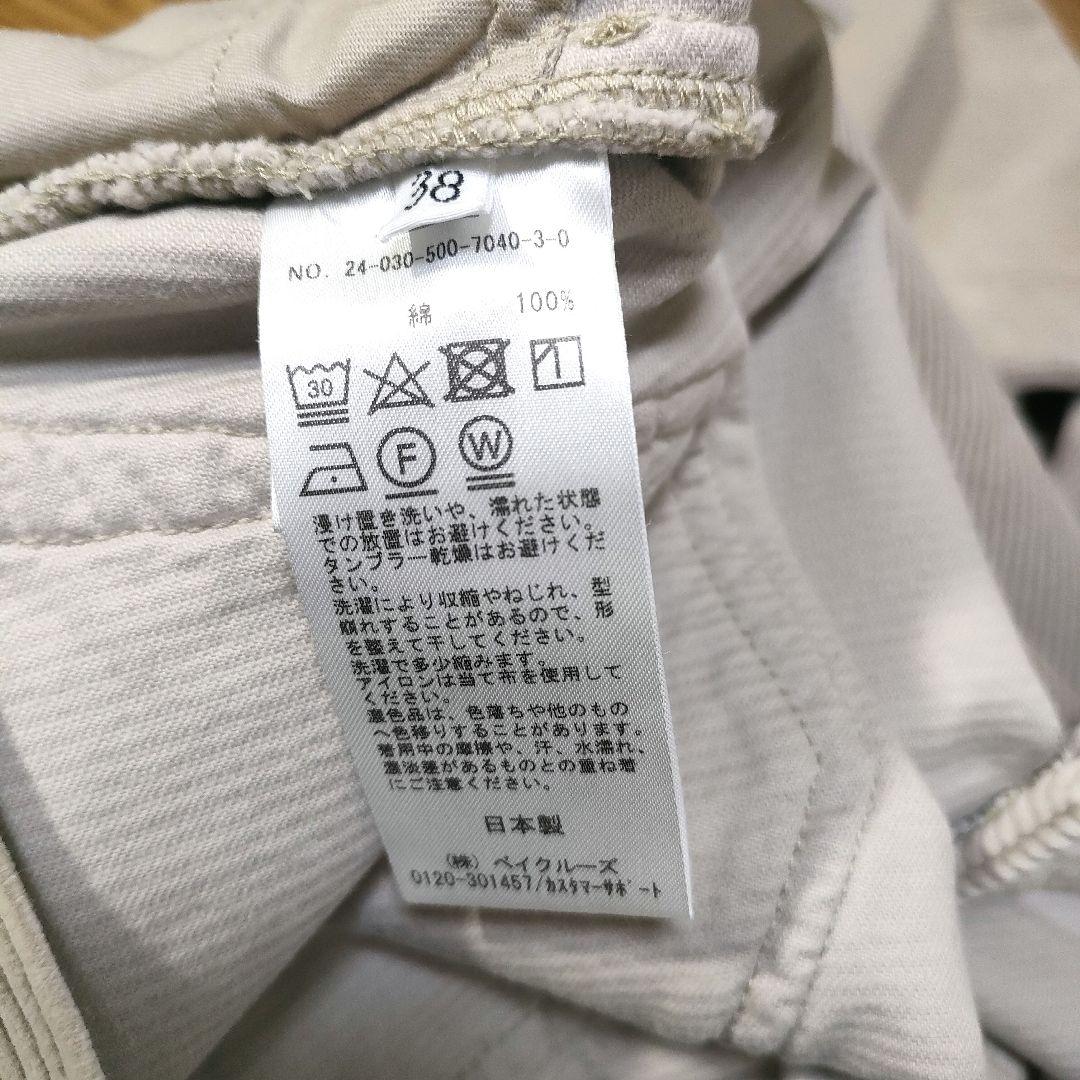 38
NO. 24-030-500-7040-3-0
綿 100%
30
F W
浸け置き洗いや、濡れた状態
での放置はお避けください。
タンブラー乾燥はお避けくだ
さい。
洗濯により収縮やねじれ、型
崩れすることがあるので、形
を整えて干してください。
洗濯で多少縮みます。
アイロンは当て布を使用して
ください。
濃色品は、色落ちや他のもの
へ色移りすることがあります。
着用中の摩擦や、汗、水濡れ、
濃淡差があるものとの重ね着
にご注意ください。
日本製
(株) ベイクルーズ
0120-301457/カスタマーサポート